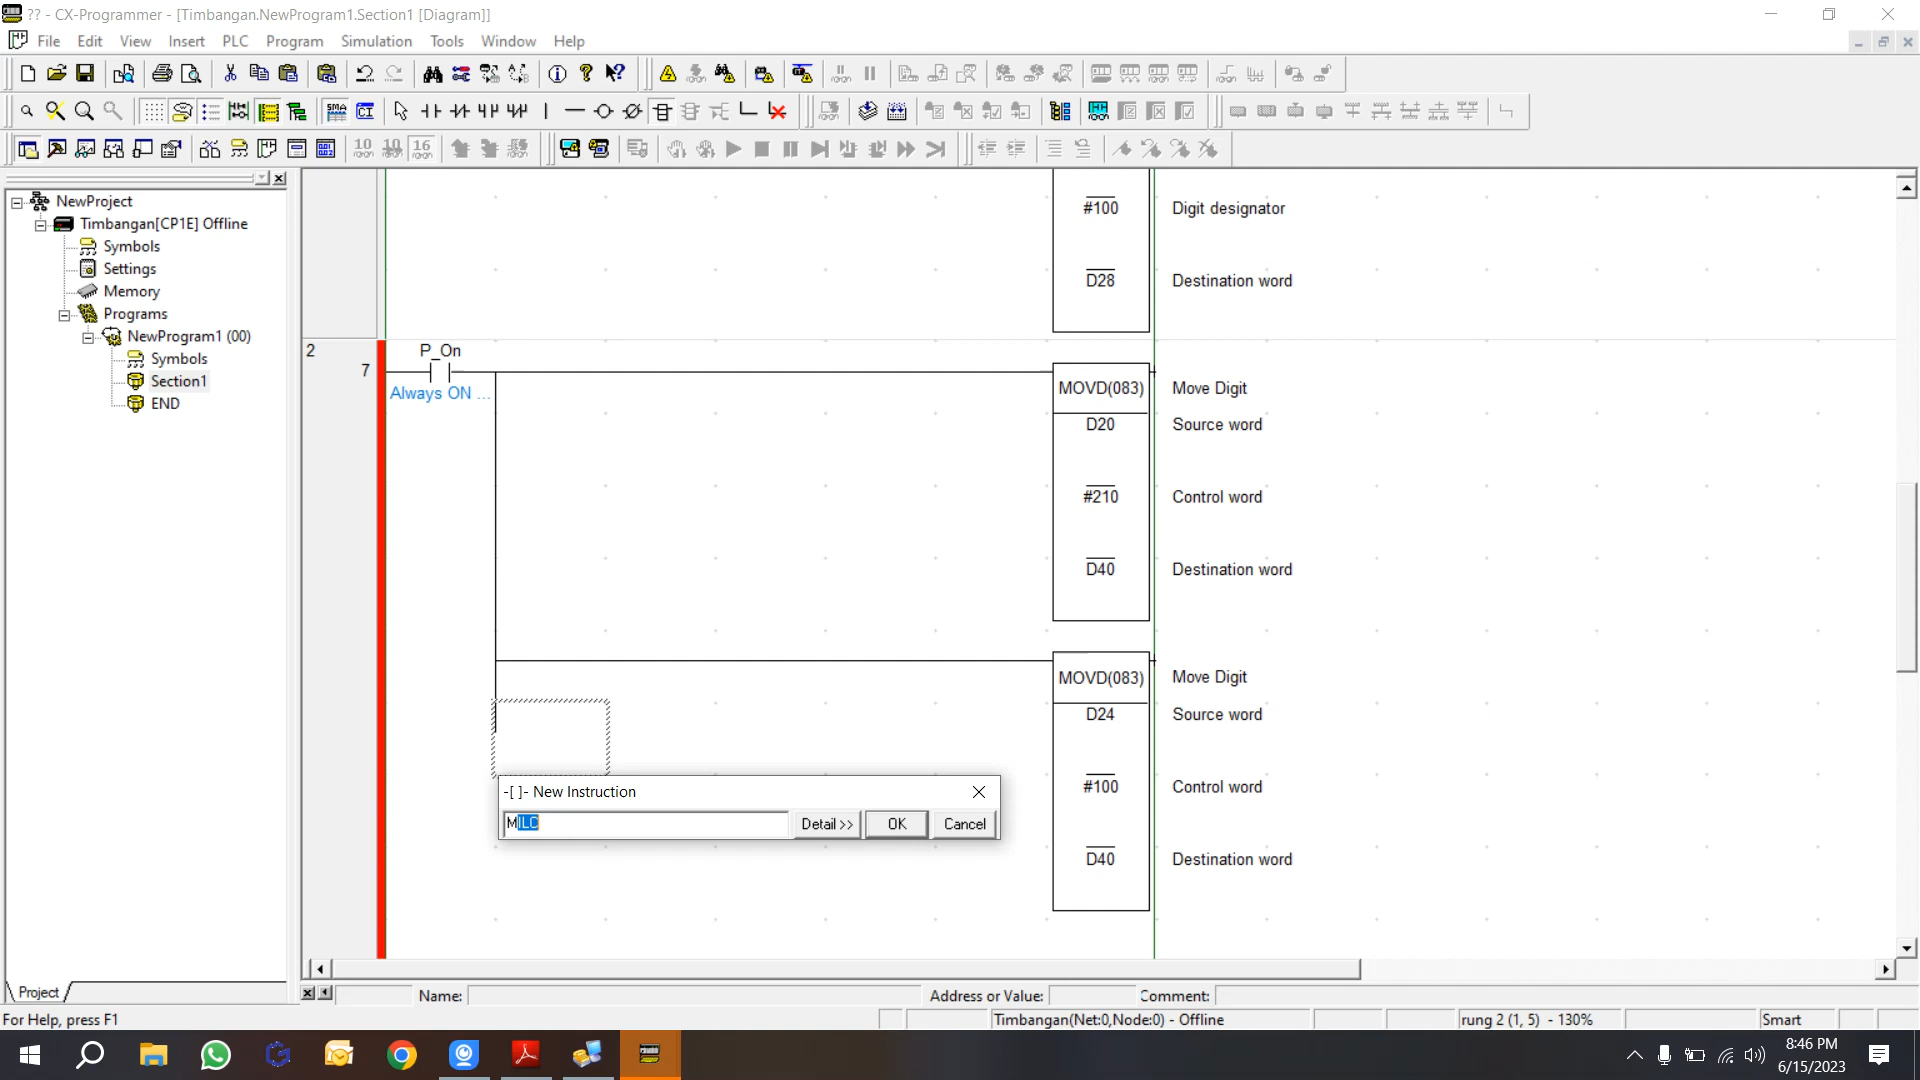 ?? - CX-Programmer - [Timbangan.NewProgram1.Section1 [Diagram]]
File Edit View Insert PLC Program Simulation Tools Window Help
SMA
CI
10 10 16
NewProject
Timbangan[CP1E] Offline
Symbols
Settings
Memory
Programs
NewProgram1 (00)
Symbols
Section1
END
Project
#100 Digit designator
D28 Destination word
2
7
P_On
Always ON ...
MOVD(083) Move Digit
D20 Source word
#210 Control word
D40 Destination word
MOVD(083) Move Digit
D24 Source word
#100 Control word
D40 Destination word
-[ ]- New Instruction
MILC Detail >> OK Cancel
Name: Address or Value: Comment:
For Help, press F1 Timbangan(Net:0,Node:0) - Offline rung 2 (1, 5) - 130% Smart
8:46 PM
6/15/2023